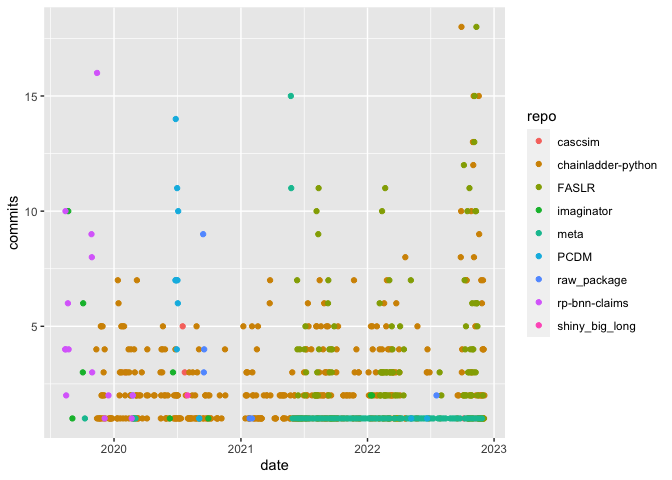 15
10
5
commits
2020
2021
2022
2023
date
repo
cascsim
chainladder-python
FASLR
imaginator
meta
PCDM
raw_package
rp-bnn-claims
shiny_big_long